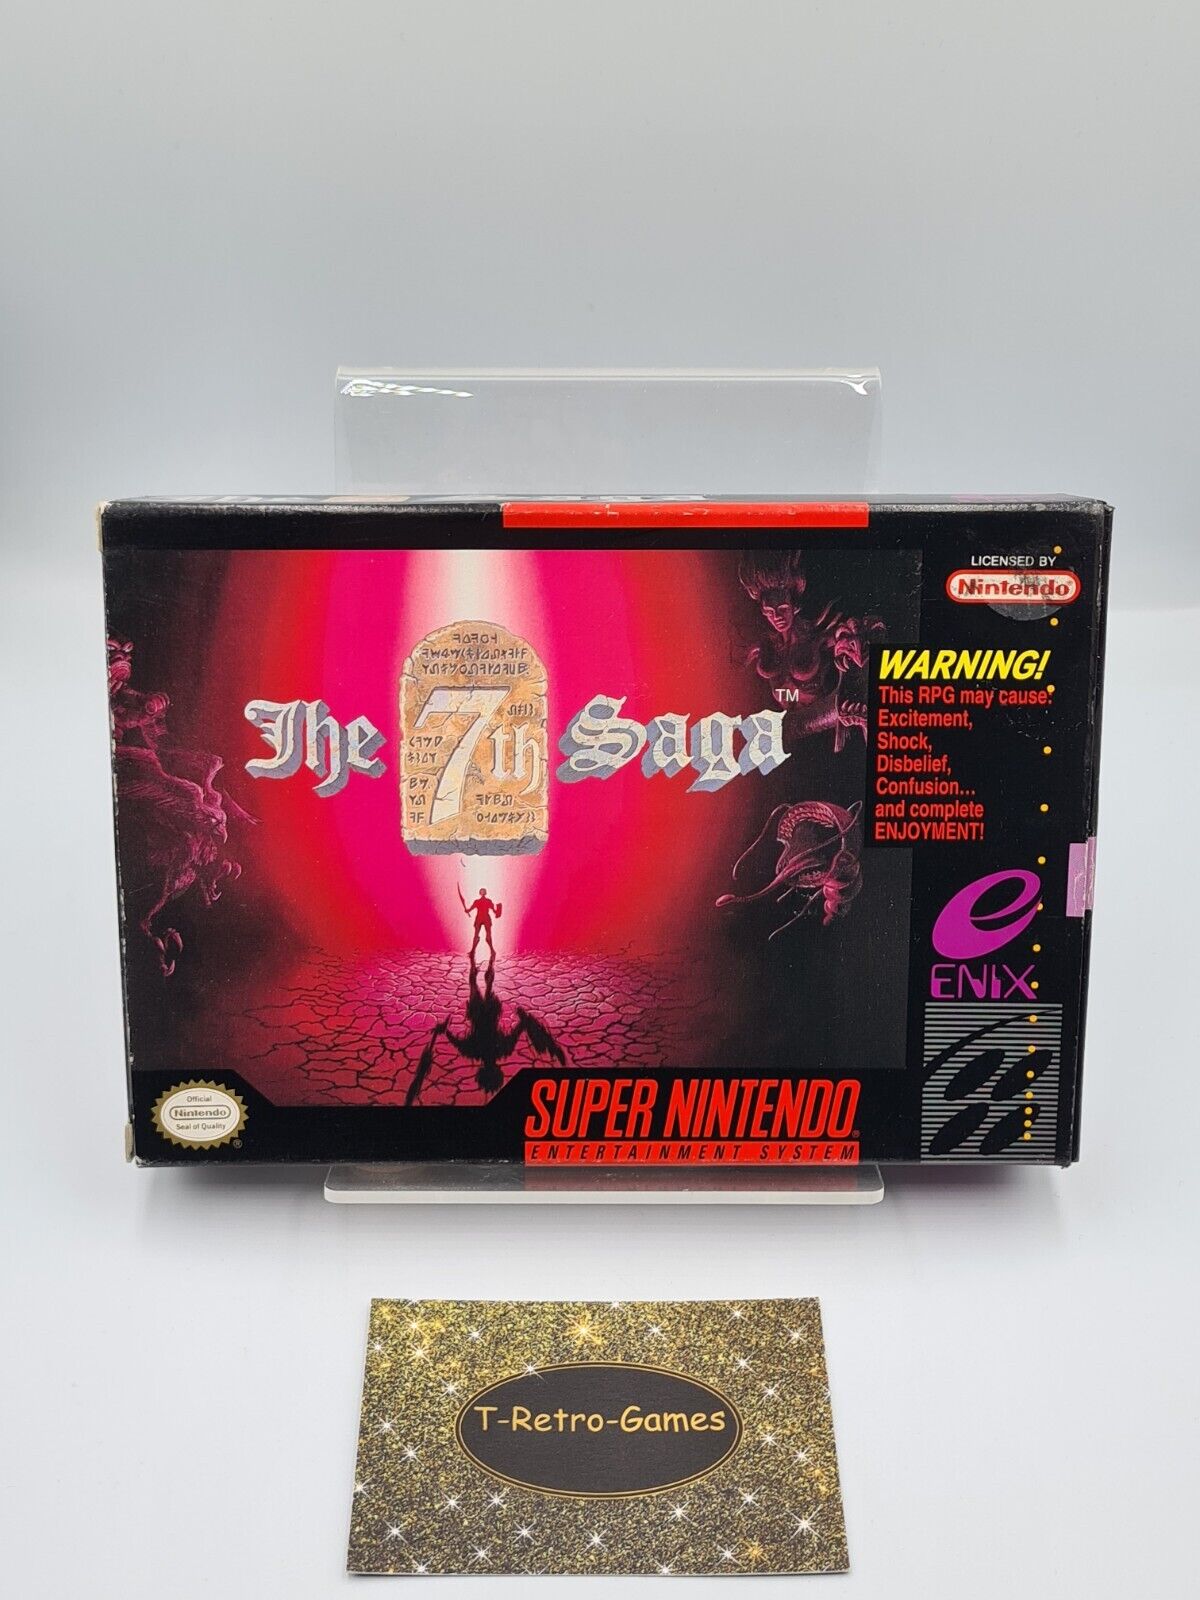 LICENSED BY
Nintendo
WARNING!
This RPG may cause:
Excitement,
Shock,
Disbelief,
Confusion...
and complete
ENJOYMENT!
The 7th Saga™
ENIX
Official
Nintendo
Seal of Quality
®
SUPER NINTENDO®
ENTERTAINMENT SYSTEM
T-Retro-Games